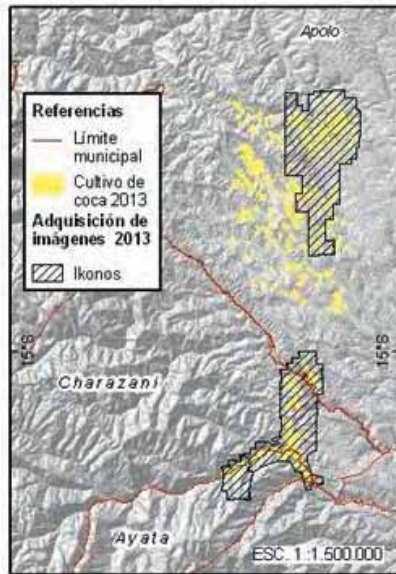 Apolo
Referencias
Límite
municipal
Cultivo de
coca 2013
Adquisición de
imágenes 2013
Ikonos
15°S
15°S
Charazani
Ayata
ESC. 1:1.500.000